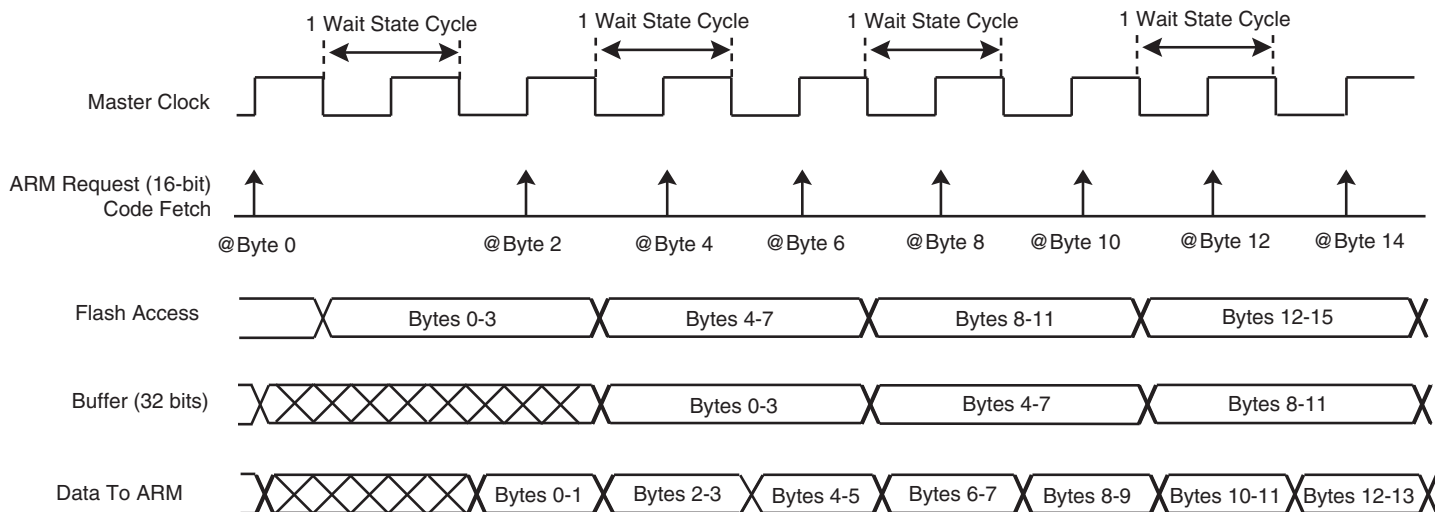 1 Wait State Cycle 1 Wait State Cycle 1 Wait State Cycle 1 Wait State Cycle
Master Clock
ARM Request (16-bit)
Code Fetch
@Byte 0 @Byte 2 @Byte 4 @Byte 6 @Byte 8 @Byte 10 @Byte 12 @Byte 14
Flash Access Bytes 0-3 Bytes 4-7 Bytes 8-11 Bytes 12-15
Buffer (32 bits) Bytes 0-3 Bytes 4-7 Bytes 8-11
Data To ARM Bytes 0-1 Bytes 2-3 Bytes 4-5 Bytes 6-7 Bytes 8-9 Bytes 10-11 Bytes 12-13